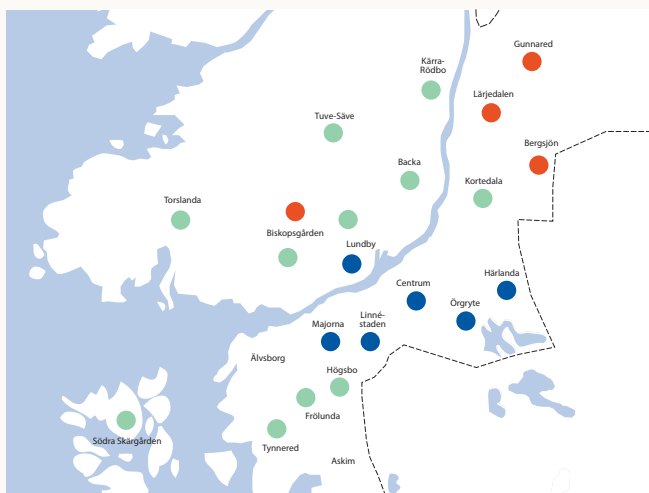 Gunnared
Kärra-
Rödbo
Lärjedalen
Tuve-Säve
Bergsjön
Backa
Kortedala
Torslanda
Biskopsgården
Lundby
Härlanda
Centrum
Örgryte
Majorna
Linné-
staden
Älvsborg
Högsbo
Frölunda
Södra Skärgården
Tynnered
Askim